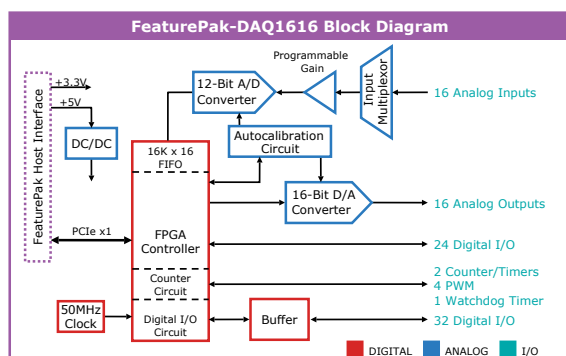 FeaturePak-DAQ1616 Block Diagram
FeaturePak Host Interface
+3.3V
+5V
DC/DC
PCIe x1
50MHz
Clock
16K x 16
FIFO
FPGA
Controller
Counter
Circuit
Digital I/O
Circuit
12-Bit A/D
Converter
Programmable
Gain
Input
Multiplexor
16 Analog Inputs
Autocalibration
Circuit
16-Bit D/A
Converter
16 Analog Outputs
24 Digital I/O
2 Counter/Timers
4 PWM
1 Watchdog Timer
Buffer
32 Digital I/O
DIGITAL
ANALOG
I/O